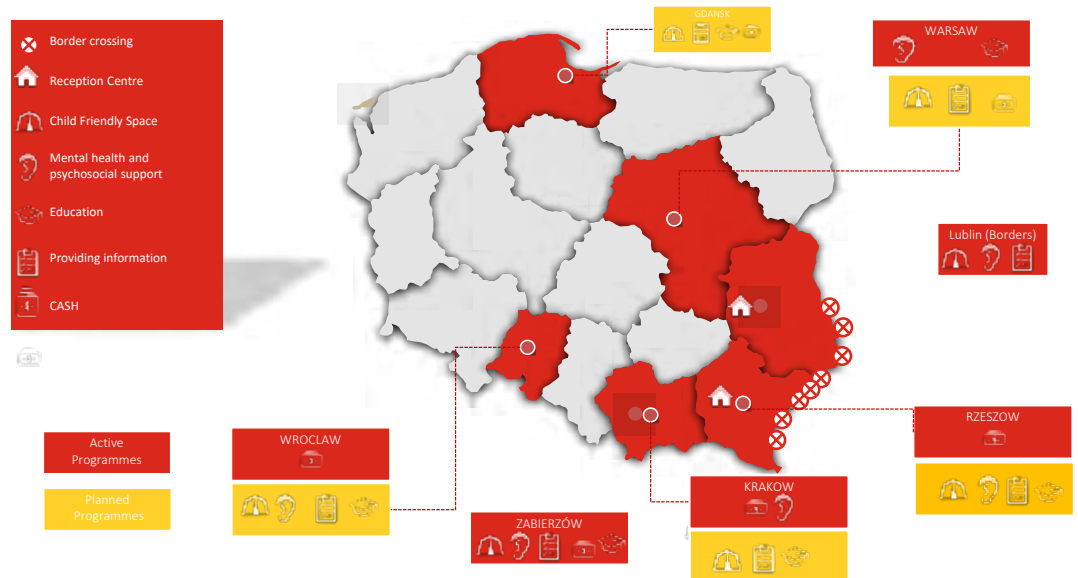 Border crossing
Reception Centre
Child Friendly Space
Mental health and
psychosocial support
Education
Providing information
CASH
Active
Programmes
Planned
Programmes
GDANSK
WARSAW
Lublin (Borders)
RZESZOW
WROCLAW
KRAKOW
ZABIERZÓW